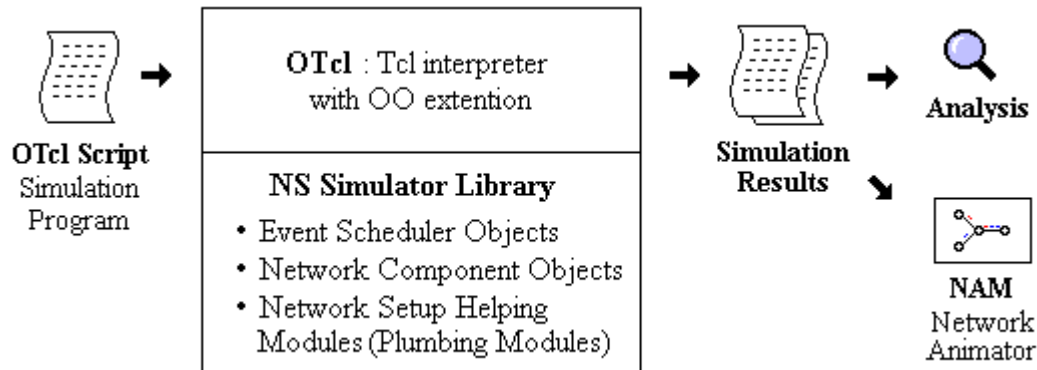 OTcl Script
Simulation
Program
OTcl : Tcl interpreter
with OO extention
NS Simulator Library
• Event Scheduler Objects
• Network Component Objects
• Network Setup Helping
Modules (Plumbing Modules)
Simulation
Results
Analysis
NAM
Network
Animator